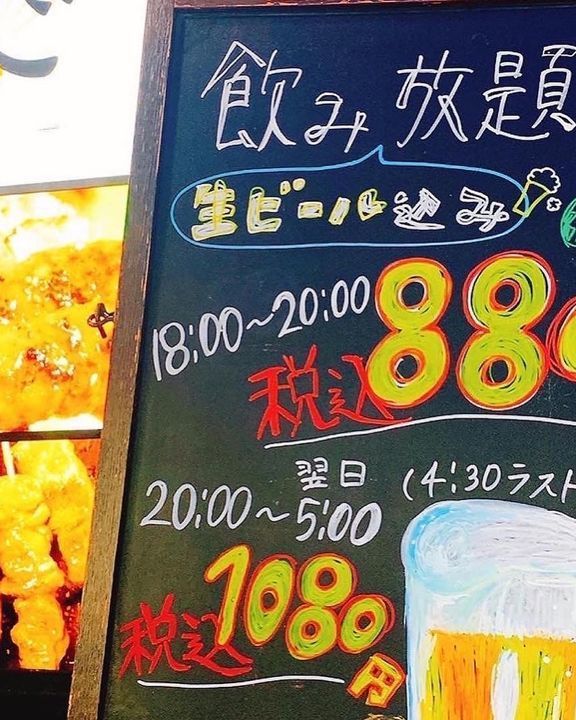 飲み放題
生ビール込み
18:00~20:00
税込 88
翌日 (4:30ラスト
20:00~5:00
税込 1080円